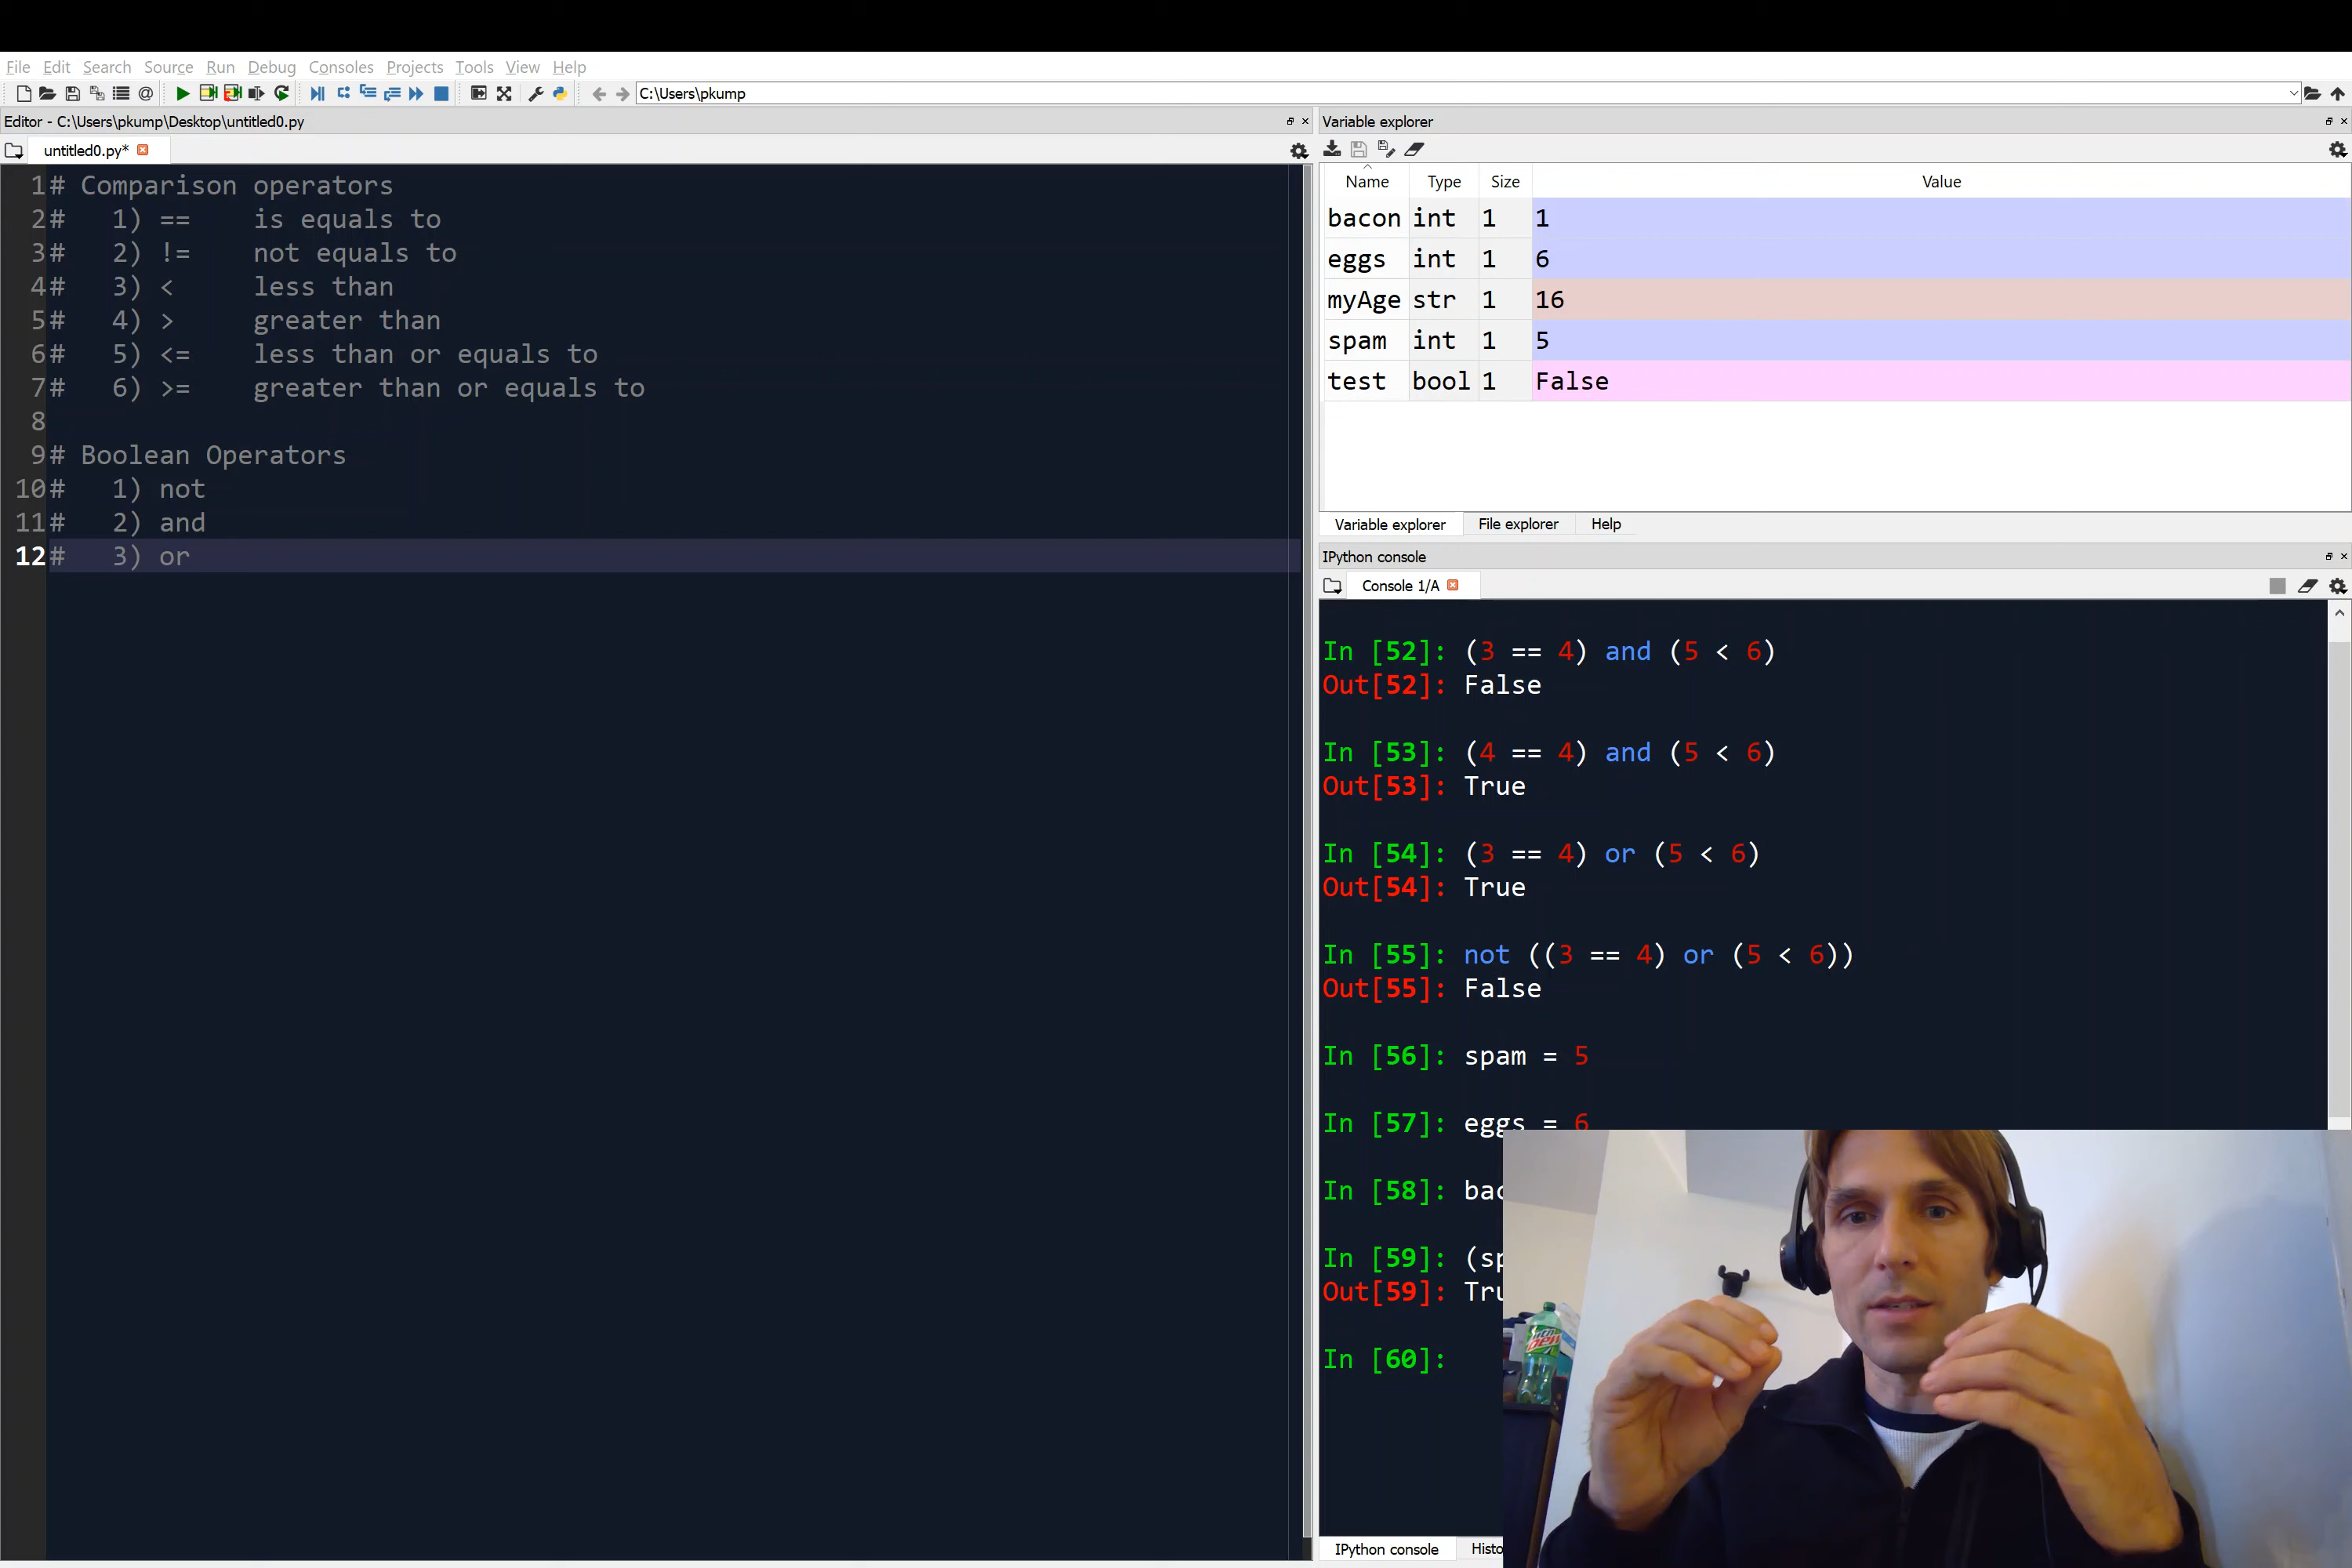 File Edit Search Source Run Debug Consoles Projects Tools View Help
C:\Users\pkump
Editor - C:\Users\pkump\Desktop\untitled0.py
untitled0.py*
1# Comparison operators
2#   1) ==    is equals to
3#   2) !=    not equals to
4#   3) <     less than
5#   4) >     greater than
6#   5) <=    less than or equals to
7#   6) >=    greater than or equals to
8
9# Boolean Operators
10#   1) not
11#   2) and
12#   3) or
Variable explorer
Name Type Size Value
bacon int 1 1
eggs int 1 6
myAge str 1 16
spam int 1 5
test bool 1 False
Variable explorer File explorer Help
IPython console
Console 1/A
In [52]: (3 == 4) and (5 < 6)
Out[52]: False
In [53]: (4 == 4) and (5 < 6)
Out[53]: True
In [54]: (3 == 4) or (5 < 6)
Out[54]: True
In [55]: not ((3 == 4) or (5 < 6))
Out[55]: False
In [56]: spam = 5
In [57]: eggs = 6
In [58]: bac
In [59]: (sp
Out[59]: Tru
In [60]:
IPython console Histo